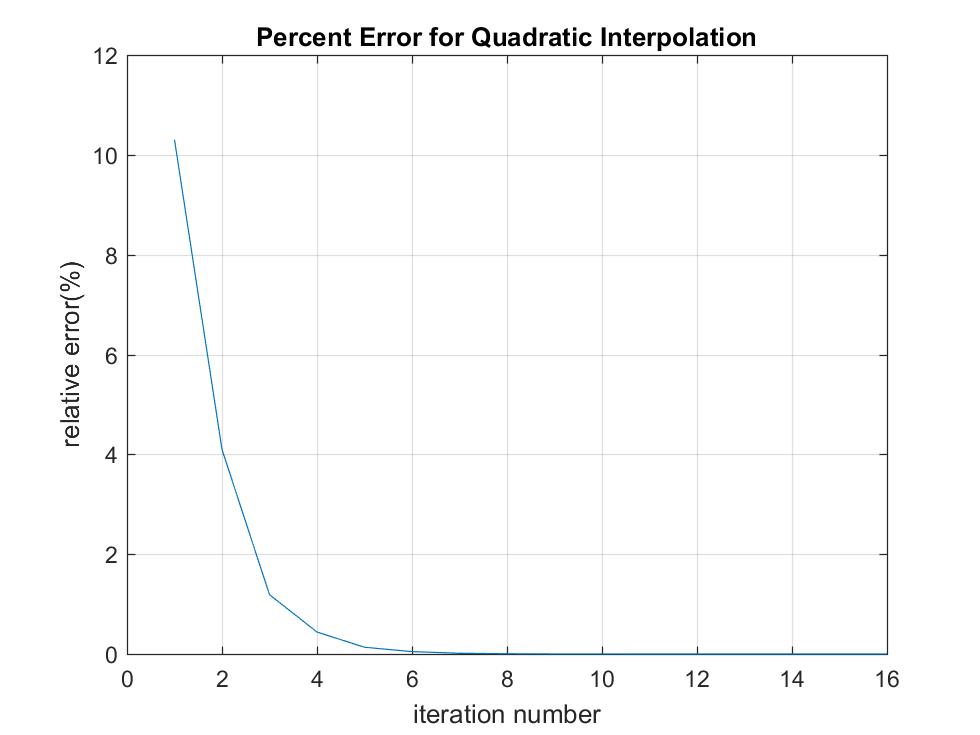 Percent Error for Quadratic Interpolation
12
10
8
6
4
2
0
relative error(%)
0 2 4 6 8 10 12 14 16
iteration number